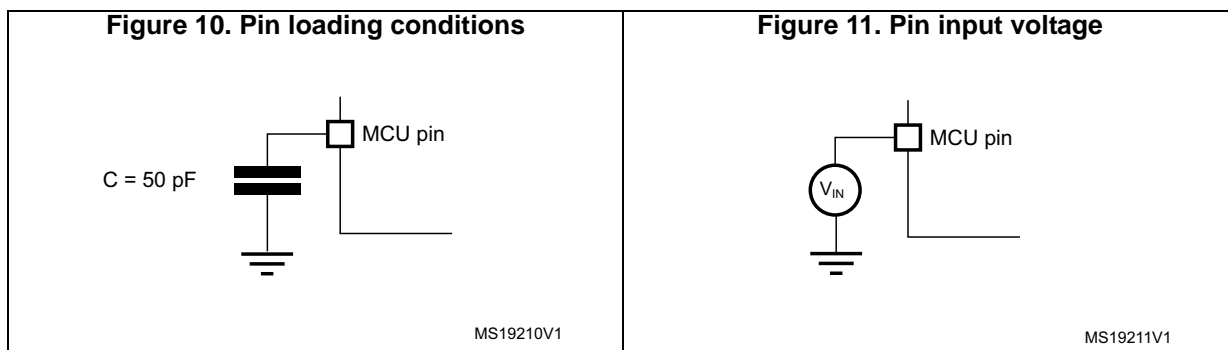 Figure 10. Pin loading conditions
MCU pin
C = 50 pF
MS19210V1
Figure 11. Pin input voltage
MCU pin
VIN
MS19211V1